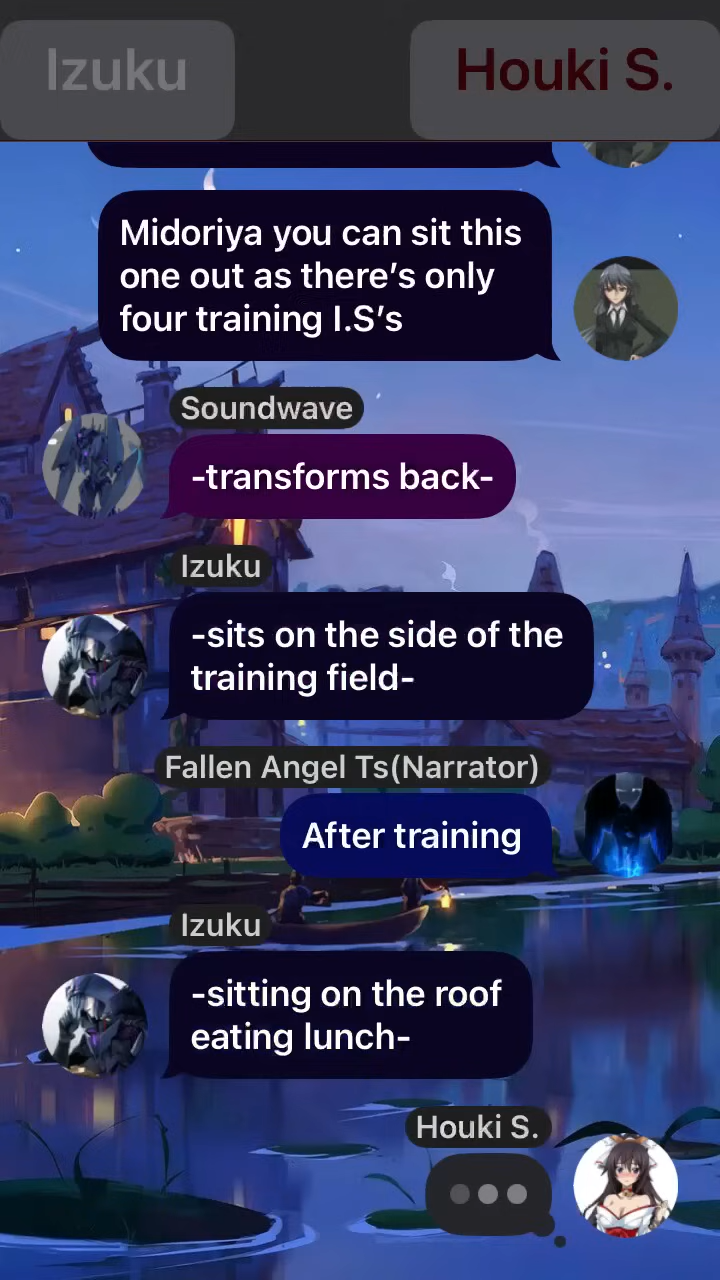 Izuku
Houki S.
Midoriya you can sit this
one out as there’s only
four training I.S’s
Soundwave
-transforms back-
Izuku
-sits on the side of the
training field-
Fallen Angel Ts(Narrator)
After training
Izuku
-sitting on the roof
eating lunch-
Houki S.